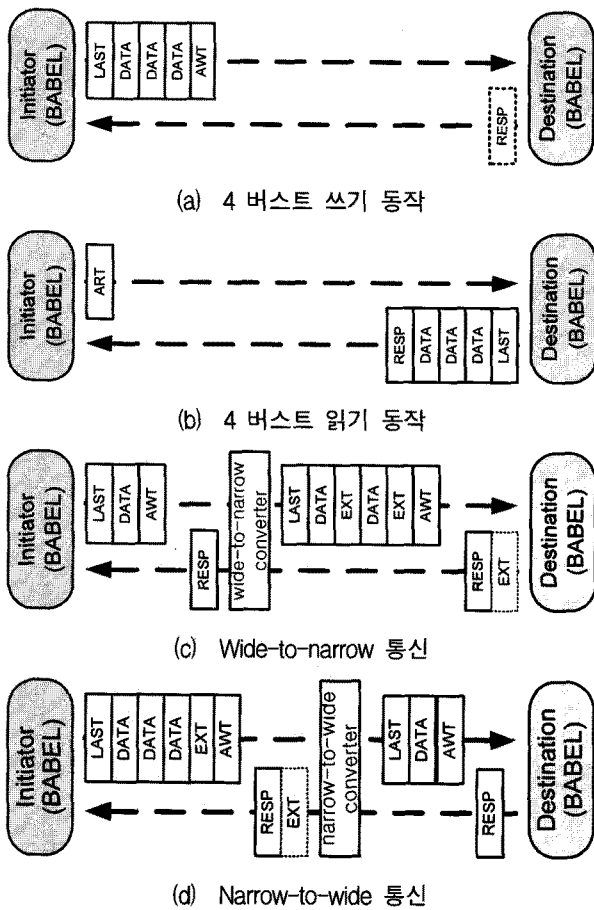 Initiator
(BABEL)
LAST
DATA
DATA
DATA
AWT
RESP
Destination
(BABEL)
(a) 4 버스트 쓰기 동작
Initiator
(BABEL)
ART
RESP
DATA
DATA
DATA
LAST
Destination
(BABEL)
(b) 4 버스트 읽기 동작
Initiator
(BABEL)
LAST
DATA
AWT
RESP
wide-to-narrow
converter
LAST
DATA
EXT
DATA
EXT
AWT
RESP
EXT
Destination
(BABEL)
(c) Wide-to-narrow 통신
Initiator
(BABEL)
LAST
DATA
DATA
DATA
EXT
AWT
RESP
EXT
narrow-to-wide
converter
LAST
DATA
AWT
RESP
Destination
(BABEL)
(d) Narrow-to-wide 통신